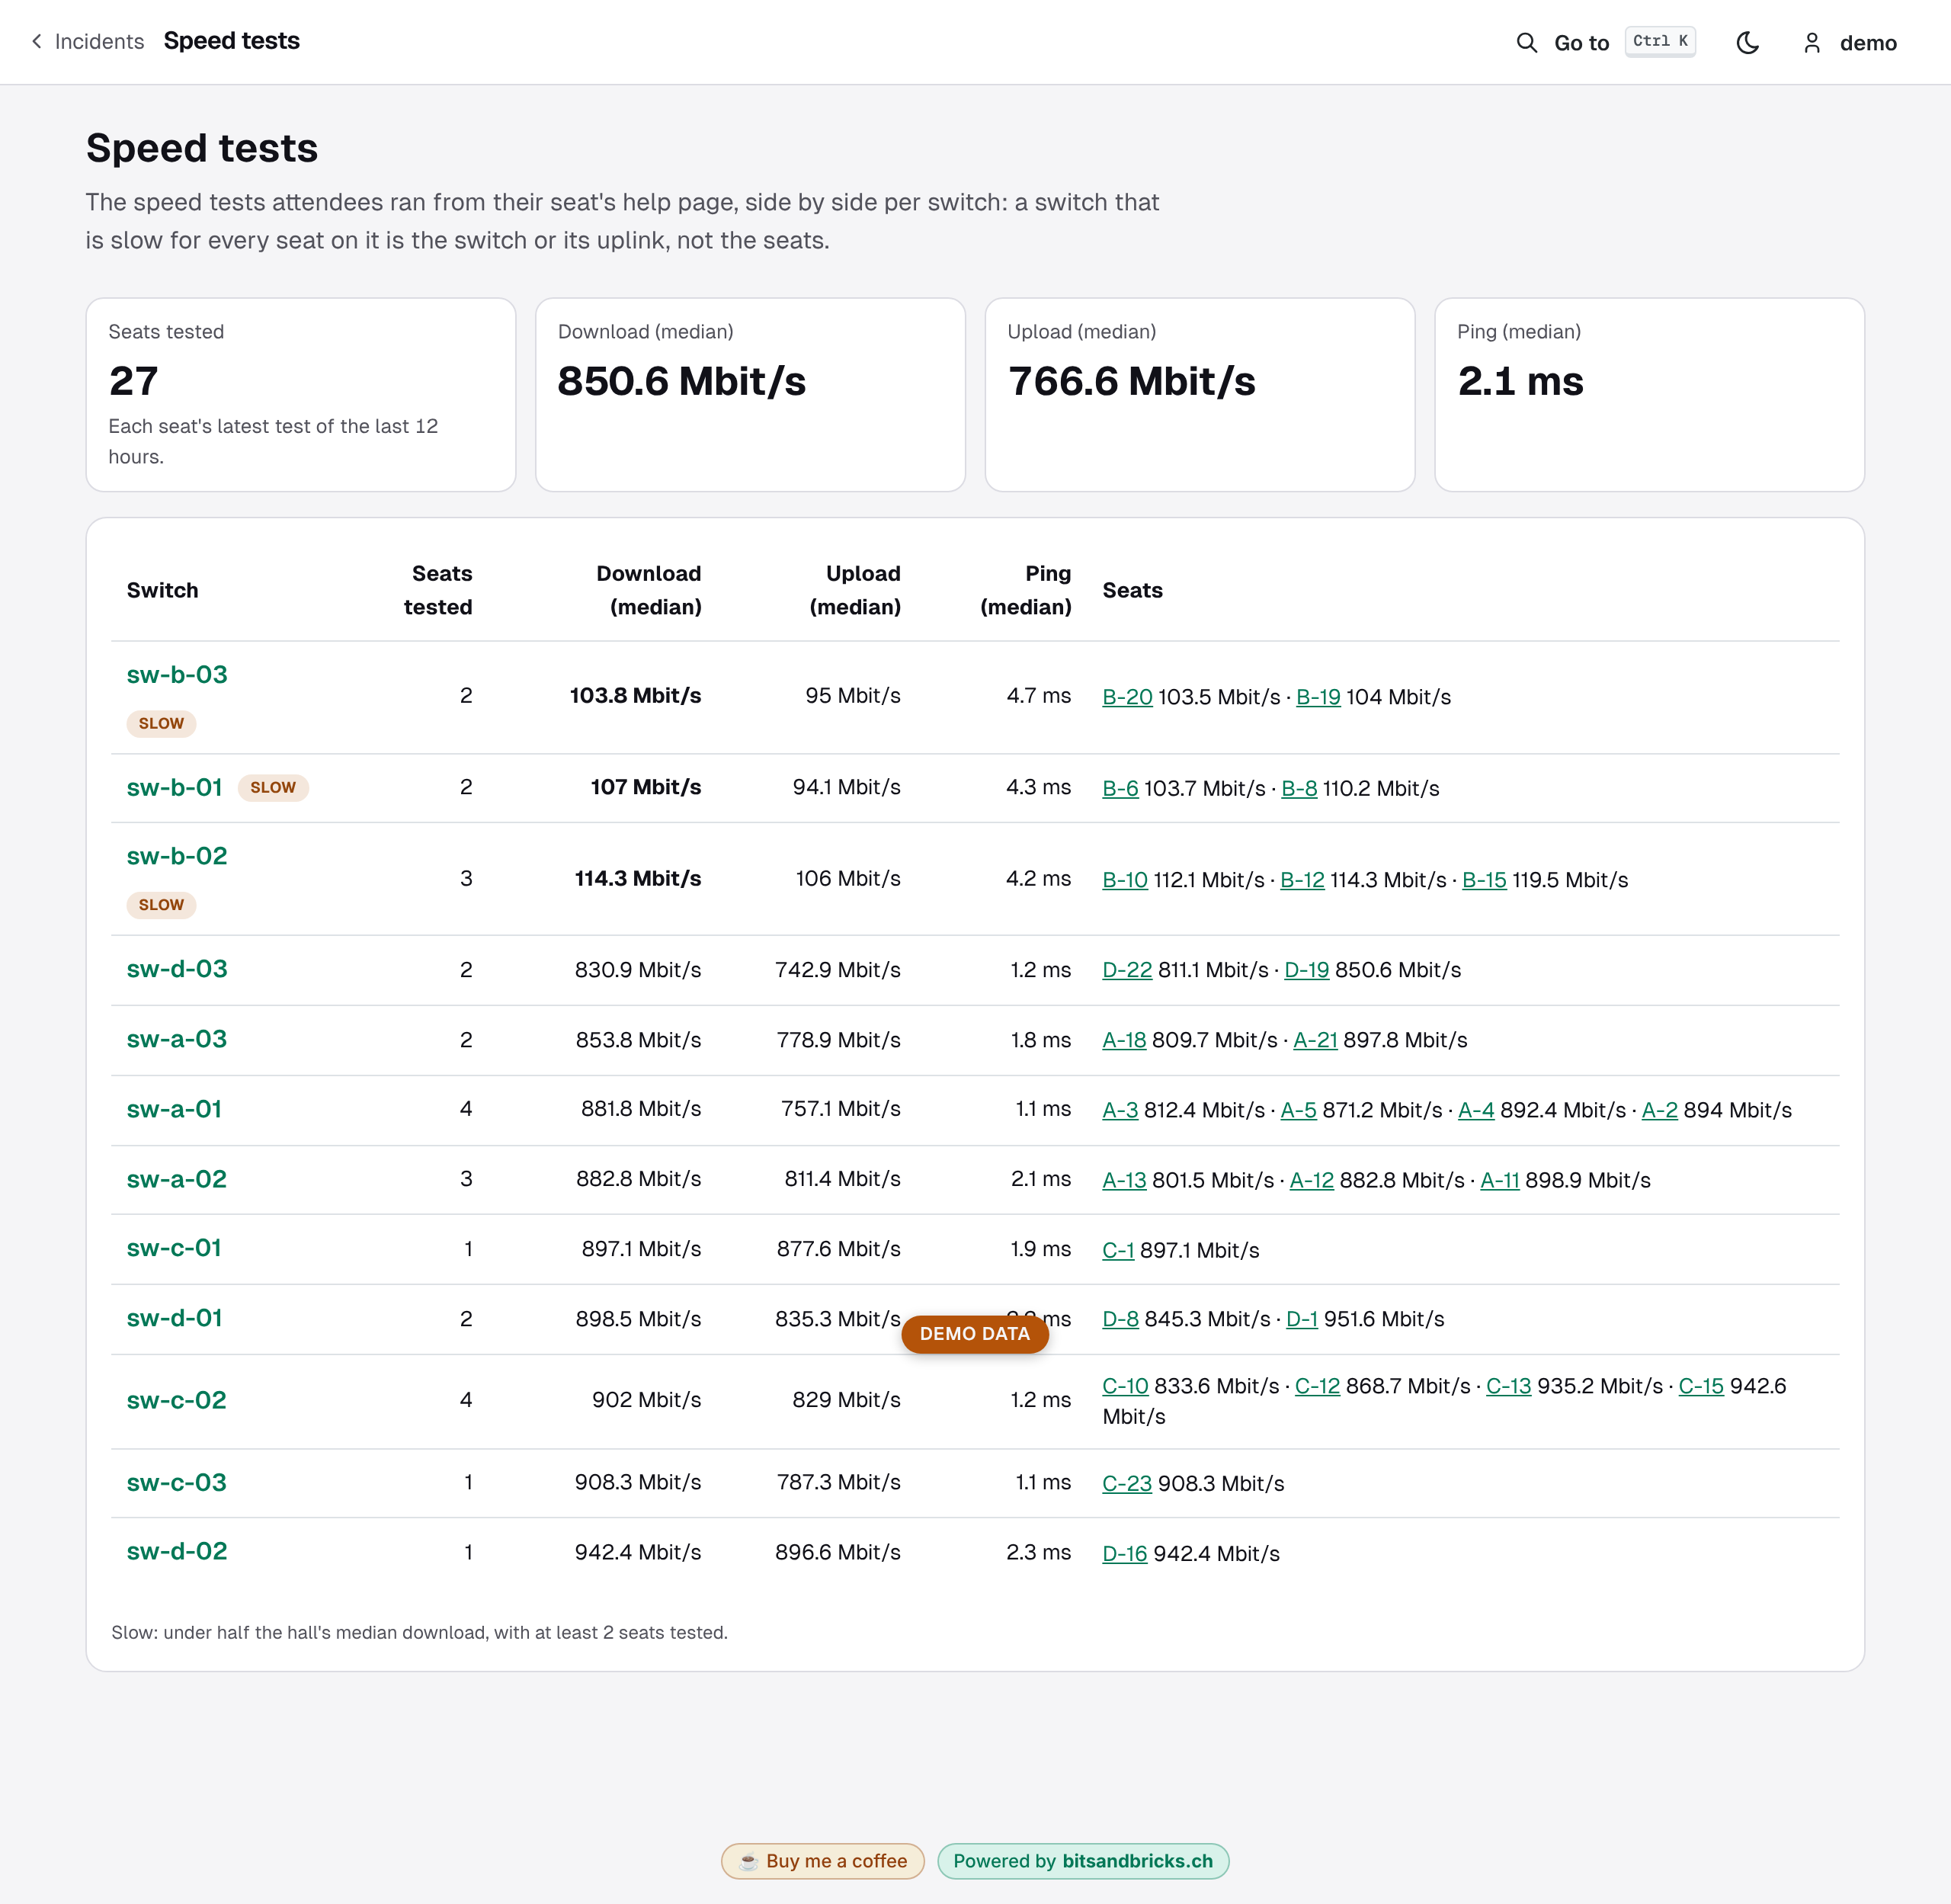 Incidents Speed tests Go to Ctrl K demo
Speed tests
The speed tests attendees ran from their seat's help page, side by side per switch: a switch that
is slow for every seat on it is the switch or its uplink, not the seats.
Seats tested
27
Each seat's latest test of the last 12
hours.
Download (median)
850.6 Mbit/s
Upload (median)
766.6 Mbit/s
Ping (median)
2.1 ms
Switch Seats tested Download (median) Upload (median) Ping (median) Seats
sw-b-03 SLOW 2 103.8 Mbit/s 95 Mbit/s 4.7 ms B-20 103.5 Mbit/s · B-19 104 Mbit/s
sw-b-01 SLOW 2 107 Mbit/s 94.1 Mbit/s 4.3 ms B-6 103.7 Mbit/s · B-8 110.2 Mbit/s
sw-b-02 SLOW 3 114.3 Mbit/s 106 Mbit/s 4.2 ms B-10 112.1 Mbit/s · B-12 114.3 Mbit/s · B-15 119.5 Mbit/s
sw-d-03 2 830.9 Mbit/s 742.9 Mbit/s 1.2 ms D-22 811.1 Mbit/s · D-19 850.6 Mbit/s
sw-a-03 2 853.8 Mbit/s 778.9 Mbit/s 1.8 ms A-18 809.7 Mbit/s · A-21 897.8 Mbit/s
sw-a-01 4 881.8 Mbit/s 757.1 Mbit/s 1.1 ms A-3 812.4 Mbit/s · A-5 871.2 Mbit/s · A-4 892.4 Mbit/s · A-2 894 Mbit/s
sw-a-02 3 882.8 Mbit/s 811.4 Mbit/s 2.1 ms A-13 801.5 Mbit/s · A-12 882.8 Mbit/s · A-11 898.9 Mbit/s
sw-c-01 1 897.1 Mbit/s 877.6 Mbit/s 1.9 ms C-1 897.1 Mbit/s
sw-d-01 2 898.5 Mbit/s 835.3 Mbit/s ms D-8 845.3 Mbit/s · D-1 951.6 Mbit/s
DEMO DATA
sw-c-02 4 902 Mbit/s 829 Mbit/s 1.2 ms C-10 833.6 Mbit/s · C-12 868.7 Mbit/s · C-13 935.2 Mbit/s · C-15 942.6
Mbit/s
sw-c-03 1 908.3 Mbit/s 787.3 Mbit/s 1.1 ms C-23 908.3 Mbit/s
sw-d-02 1 942.4 Mbit/s 896.6 Mbit/s 2.3 ms D-16 942.4 Mbit/s
Slow: under half the hall's median download, with at least 2 seats tested.
Buy me a coffee Powered by bitsandbricks.ch